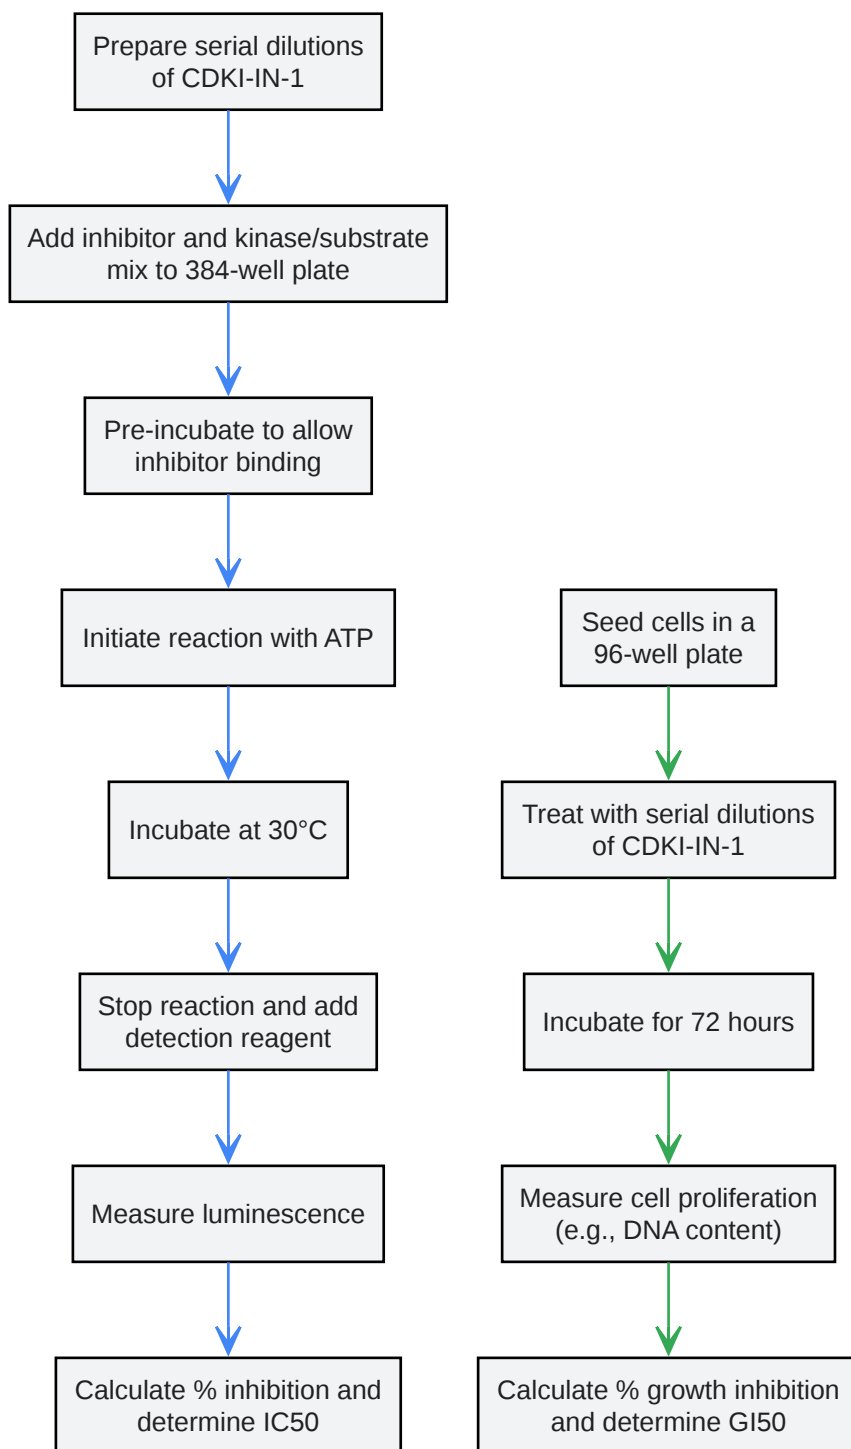 Prepare serial dilutions
of CDKI-IN-1
Add inhibitor and kinase/substrate
mix to 384-well plate
Pre-incubate to allow
inhibitor binding
Initiate reaction with ATP
Incubate at 30°C
Stop reaction and add
detection reagent
Measure luminescence
Calculate % inhibition and
determine IC50
Seed cells in a
96-well plate
Treat with serial dilutions
of CDKI-IN-1
Incubate for 72 hours
Measure cell proliferation
(e.g., DNA content)
Calculate % growth inhibition
and determine GI50